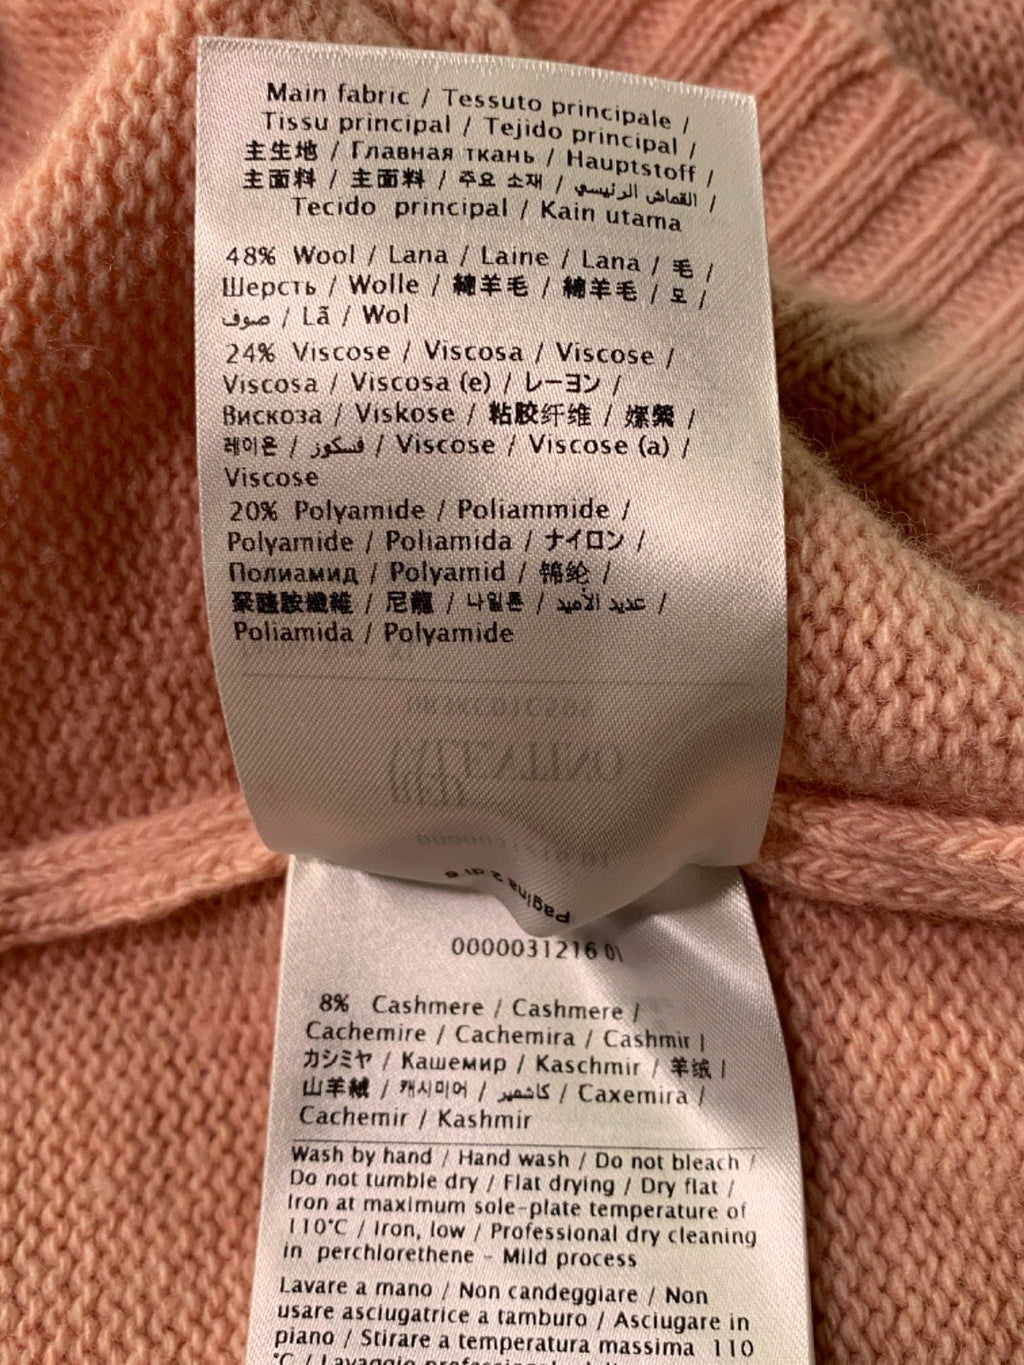 Main fabric / Tessuto principale /
Tissu principal / Tejido principal /
主生地 / Главная ткань / Hauptstoff /
主面料 / 主面料 / 주요 소재 / القماش الرئيسي /
Tecido principal / Kain utama
48% Wool / Lana / Laine / Lana / 毛 /
Шерсть / Wolle / 綿羊毛 / 綿羊毛 / 모 /
صوف / Lã / Wol
24% Viscose / Viscosa / Viscose /
Viscosa / Viscosa (e) / レーヨン /
Вискоза / Viskose / 粘胶纤维 / 嫘縈 /
레이온 / فسكوز / Viscose / Viscose (a) /
Viscose
20% Polyamide / Poliammide /
Polyamide / Poliamida / ナイロン /
Полиамид / Polyamid / 锦纶 /
聚醯胺纖維 / 尼龍 / 나일론 / عديد الأميد /
Poliamida / Polyamide
Pagina 2 di 6
0000031216 01
8% Cashmere / Cashmere /
Cachemire / Cachemira / Cashmir /
カシミヤ / Кашемир / Kaschmir / 羊绒 /
山羊絨 / 캐시미어 / كاشمير / Caxemira /
Cachemir / Kashmir
Wash by hand / Hand wash / Do not bleach /
Do not tumble dry / Flat drying / Dry flat /
Iron at maximum sole-plate temperature of
110°C / Iron, low / Professional dry cleaning
in perchlorethene - Mild process
Lavare a mano / Non candeggiare / Non
usare asciugatrice a tamburo / Asciugare in
piano / Stirare a temperatura massima 110
°C / Lavaggio